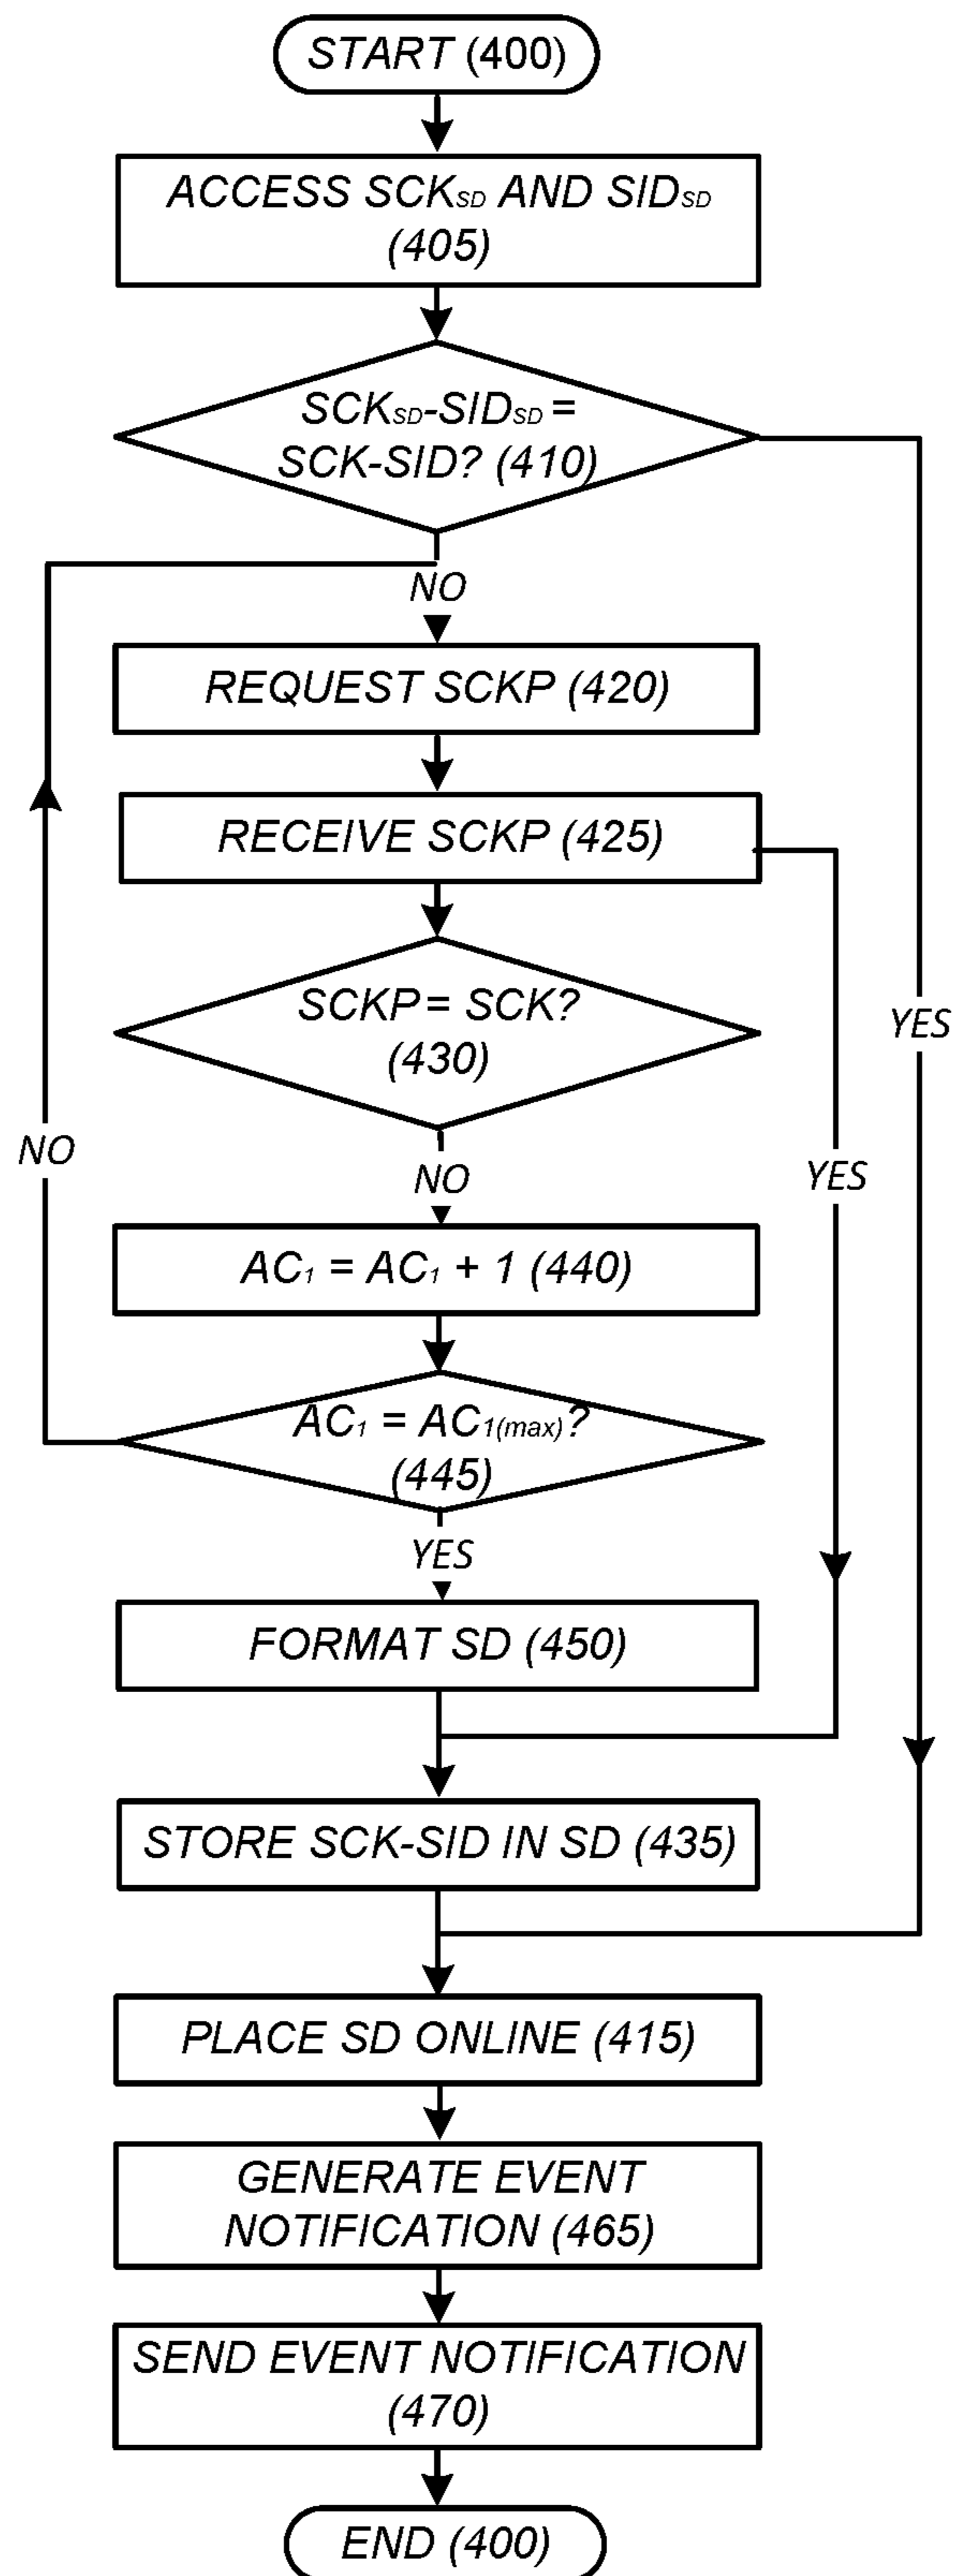 START (400)
ACCESS SCKSD AND SIDSD
(405)
SCKSD-SIDSD =
SCK-SID? (410)
NO
REQUEST SCKP (420)
RECEIVE SCKP (425)
SCKP = SCK?
(430)
YES
NO
YES
NO
AC1 = AC1 + 1 (440)
AC1 = AC1(max)?
(445)
YES
FORMAT SD (450)
STORE SCK-SID IN SD (435)
PLACE SD ONLINE (415)
GENERATE EVENT
NOTIFICATION (465)
SEND EVENT NOTIFICATION
(470)
END (400)